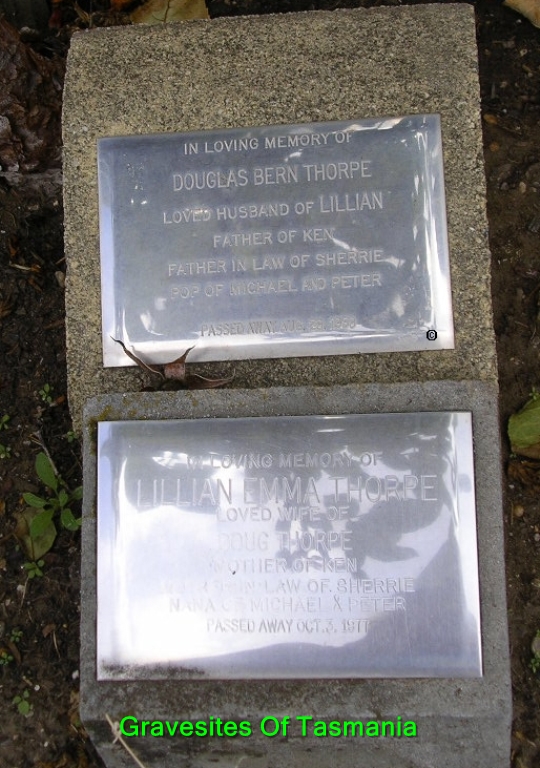 IN LOVING MEMORY OF
DOUGLAS BERN THORPE
LOVED HUSBAND OF LILLIAN
FATHER OF KEN
FATHER IN LAW OF SHERRIE
POP OF MICHAEL AND PETER
PASSED AWAY
©
IN LOVING MEMORY OF
LILLIAN EMMA THORPE
LOVED WIFE OF
DOUG THORPE
MOTHER OF KEN
LAW OF SHERRIE
NANA OF MICHAEL & PETER
PASSED AWAY OCT. 3. 1977
Gravesites Of Tasmania